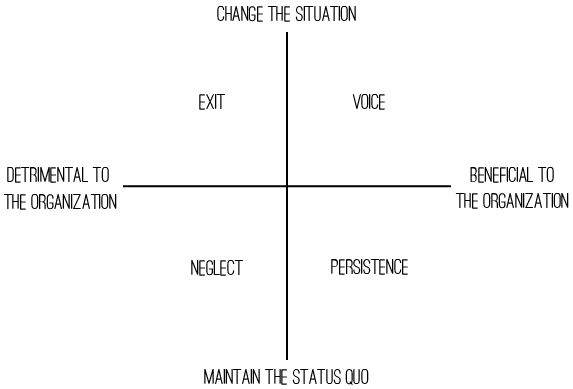 CHANGE THE SITUATION
EXIT
VOICE
DETRIMENTAL TO
THE ORGANIZATION
BENEFICIAL TO
THE ORGANIZATION
NEGLECT
PERSISTENCE
MAINTAIN THE STATUS QUO